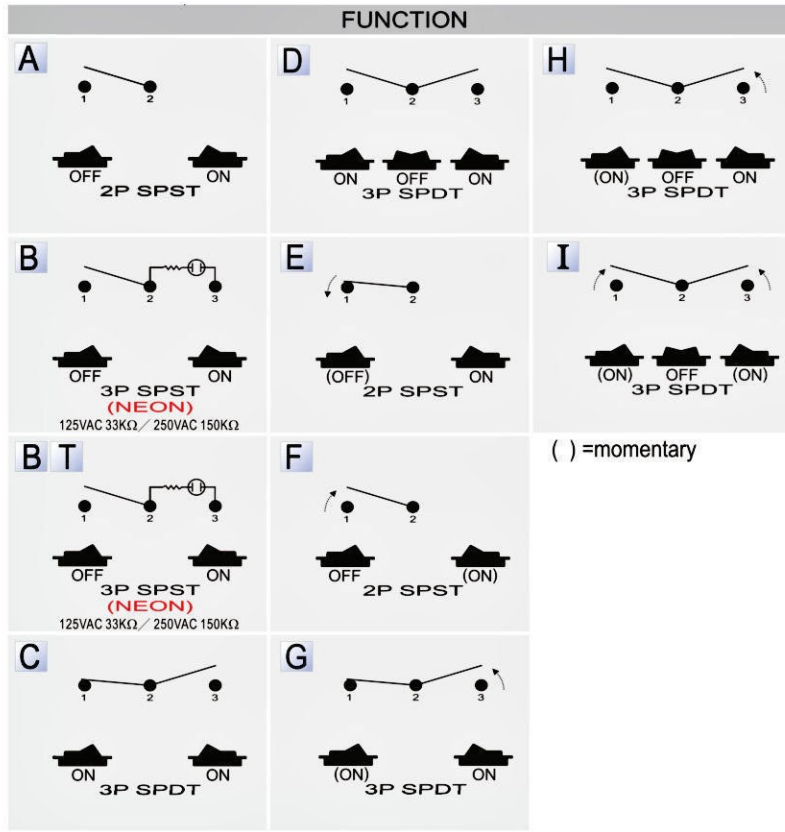 FUNCTION
A
1 2
OFF ON
2P SPST
B
1 2 3
OFF ON
3P SPST
(NEON)
125VAC 33KΩ／250VAC 150KΩ
B T
1 2 3
OFF ON
3P SPST
(NEON)
125VAC 33KΩ／250VAC 150KΩ
C
1 2 3
ON ON
3P SPDT
D
1 2 3
ON OFF ON
3P SPDT
E
1 2
(OFF) ON
2P SPST
F
1 2
OFF (ON)
2P SPST
G
1 2 3
(ON) ON
3P SPDT
H
1 2 3
(ON) OFF ON
3P SPDT
I
1 2 3
(ON) OFF (ON)
3P SPDT
( ) =momentary